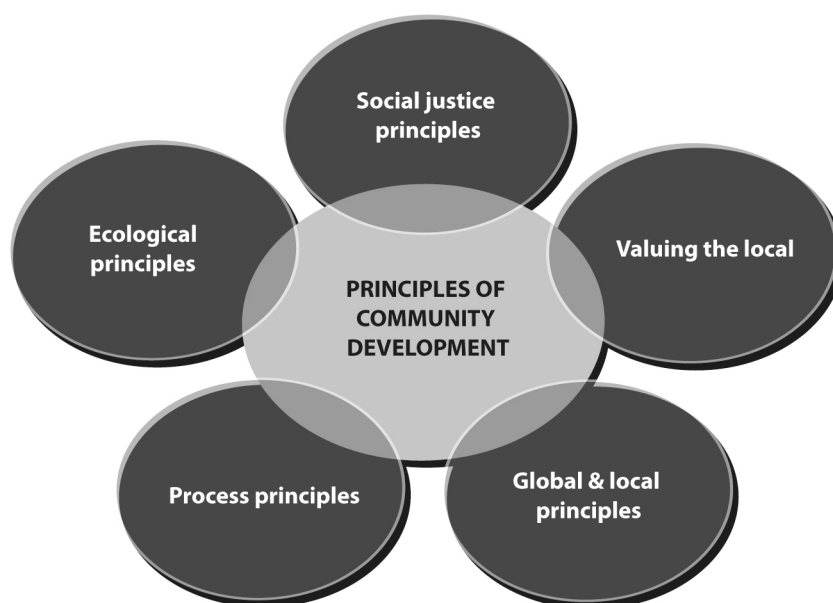 Social justice
principles
Ecological
principles
Valuing the local
PRINCIPLES OF
COMMUNITY
DEVELOPMENT
Process principles
Global & local
principles